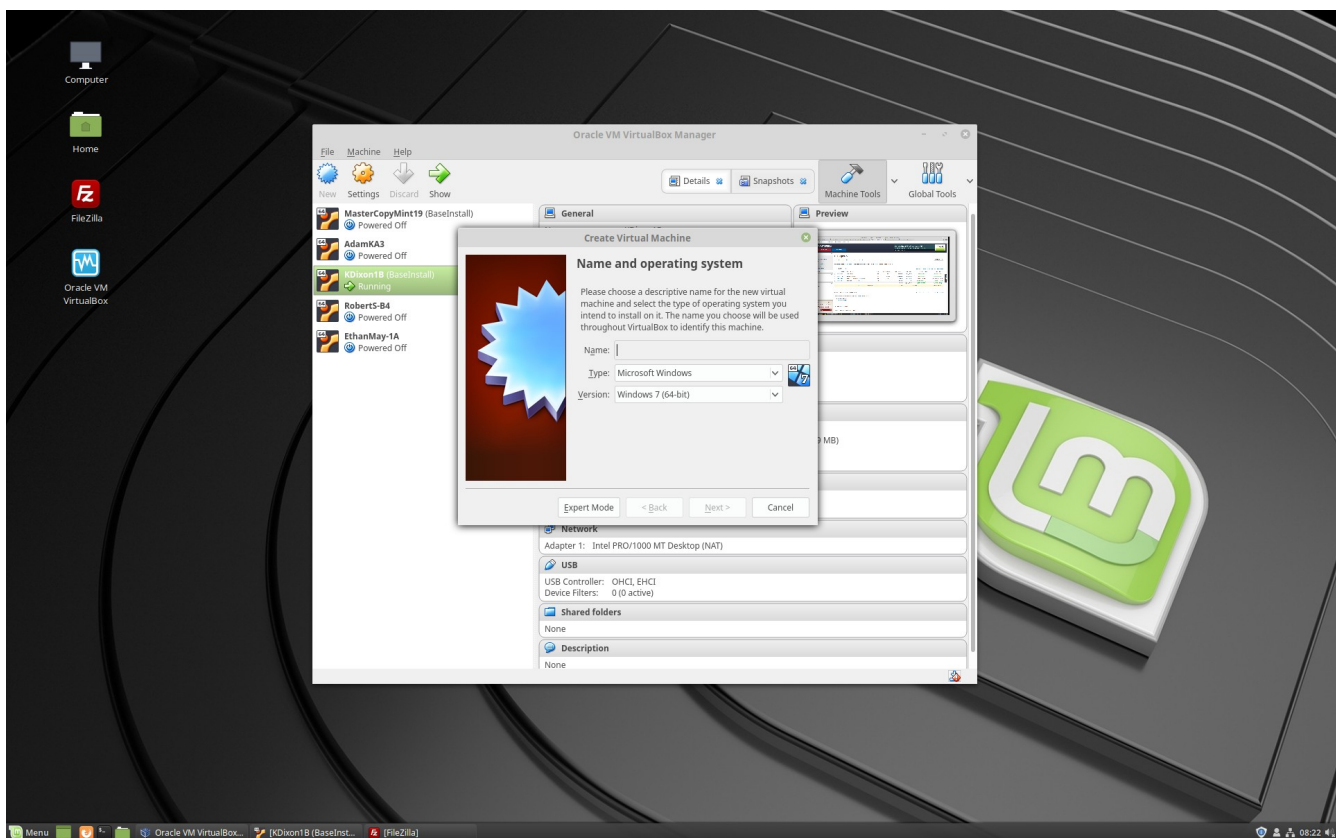 Computer
Home
FileZilla
Oracle VM
VirtualBox
Oracle VM VirtualBox Manager
File Machine Help
New Settings Discard Show
Details Snapshots
Machine Tools Global Tools
MasterCopyMint19 (BaseInstall)
Powered Off
AdamKA3
Powered Off
KDixon1B (BaseInstall)
Running
RobertS-B4
Powered Off
EthanMay-1A
Powered Off
General
Preview
Create Virtual Machine
Name and operating system
Please choose a descriptive name for the new virtual
machine and select the type of operating system you
intend to install on it. The name you choose will be used
throughout VirtualBox to identify this machine.
Name:
Type: Microsoft Windows
Version: Windows 7 (64-bit)
Expert Mode < Back Next > Cancel
MB)
Network
Adapter 1: Intel PRO/1000 MT Desktop (NAT)
USB
USB Controller: OHCI, EHCI
Device Filters: 0 (0 active)
Shared folders
None
Description
None
Menu Oracle VM VirtualBox... [KDixon1B (BaseInst... [FileZilla] 08:22